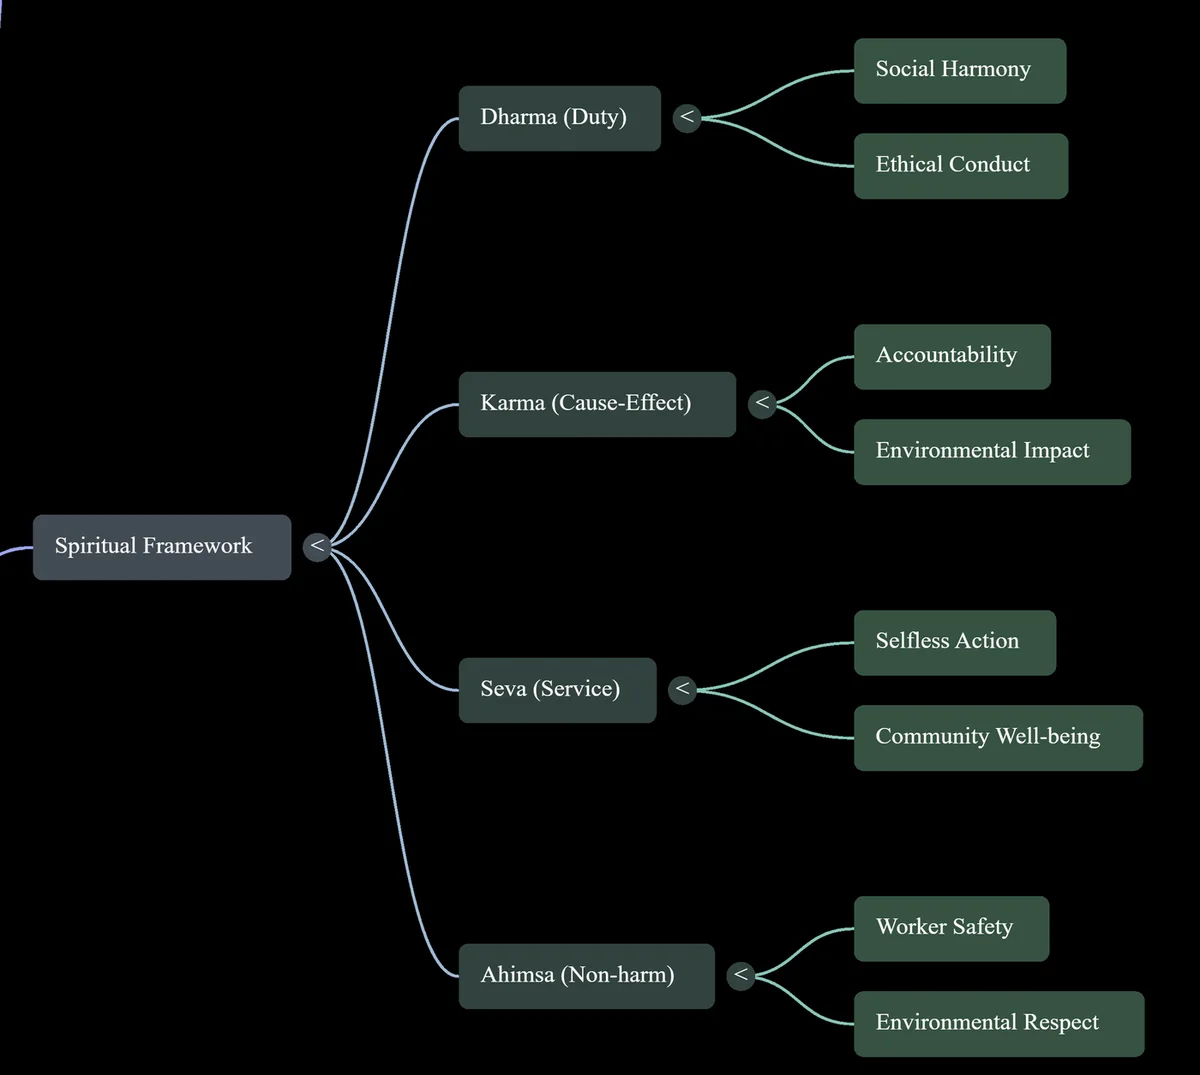 Spiritual Framework
Dharma (Duty)
Social Harmony
Ethical Conduct
Karma (Cause-Effect)
Accountability
Environmental Impact
Seva (Service)
Selfless Action
Community Well-being
Ahimsa (Non-harm)
Worker Safety
Environmental Respect